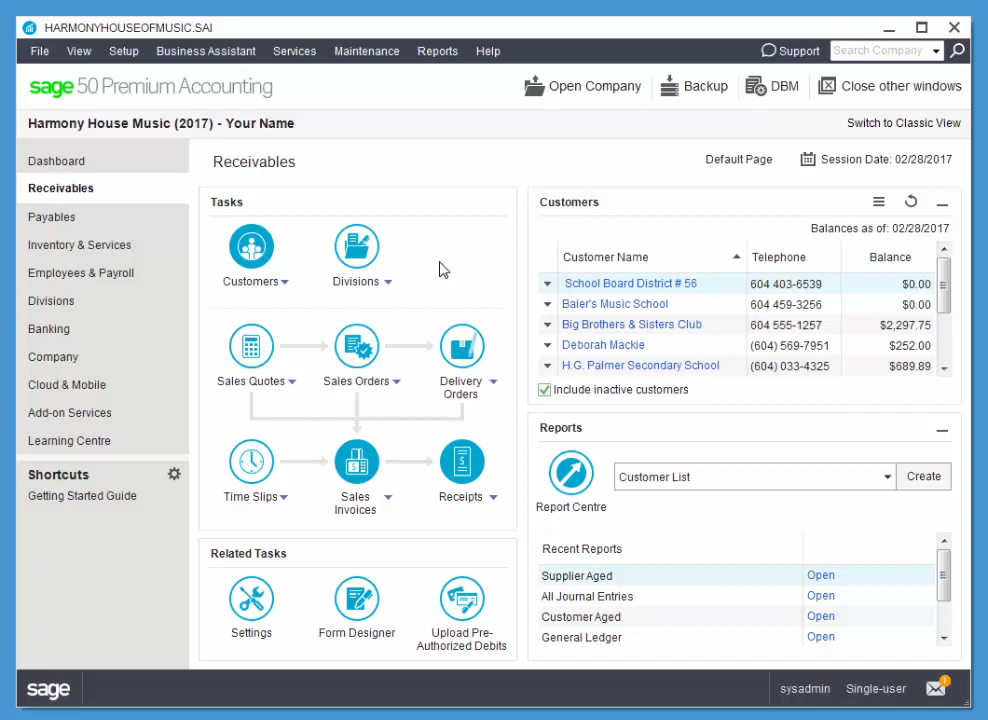 HARMONYHOUSEOFMUSIC.SAI
File View Setup Business Assistant Services Maintenance Reports Help Support Search Company
sage 50 Premium Accounting Open Company Backup DBM Close other windows
Harmony House Music (2017) - Your Name Switch to Classic View
Dashboard
Receivables
Payables
Inventory & Services
Employees & Payroll
Divisions
Banking
Company
Cloud & Mobile
Add-on Services
Learning Centre
Shortcuts
Getting Started Guide
Receivables Default Page Session Date: 02/28/2017
Tasks
Customers Divisions
Sales Quotes Sales Orders Delivery
Orders
Time Slips Sales Receipts
Invoices
Related Tasks
Settings Form Designer Upload Pre-
Authorized Debits
Customers
Balances as of: 02/28/2017
Customer Name Telephone Balance
School Board District # 56 604 403-6539 $0.00
Baier's Music School 604 459-3256 $0.00
Big Brothers & Sisters Club 604 555-1257 $2,297.75
Deborah Mackie (604) 569-7951 $252.00
H.G. Palmer Secondary School (604) 033-4325 $689.89
Include inactive customers
Reports
Customer List Create
Report Centre
Recent Reports
Supplier Aged Open
All Journal Entries Open
Customer Aged Open
General Ledger Open
sage sysadmin Single-user 1